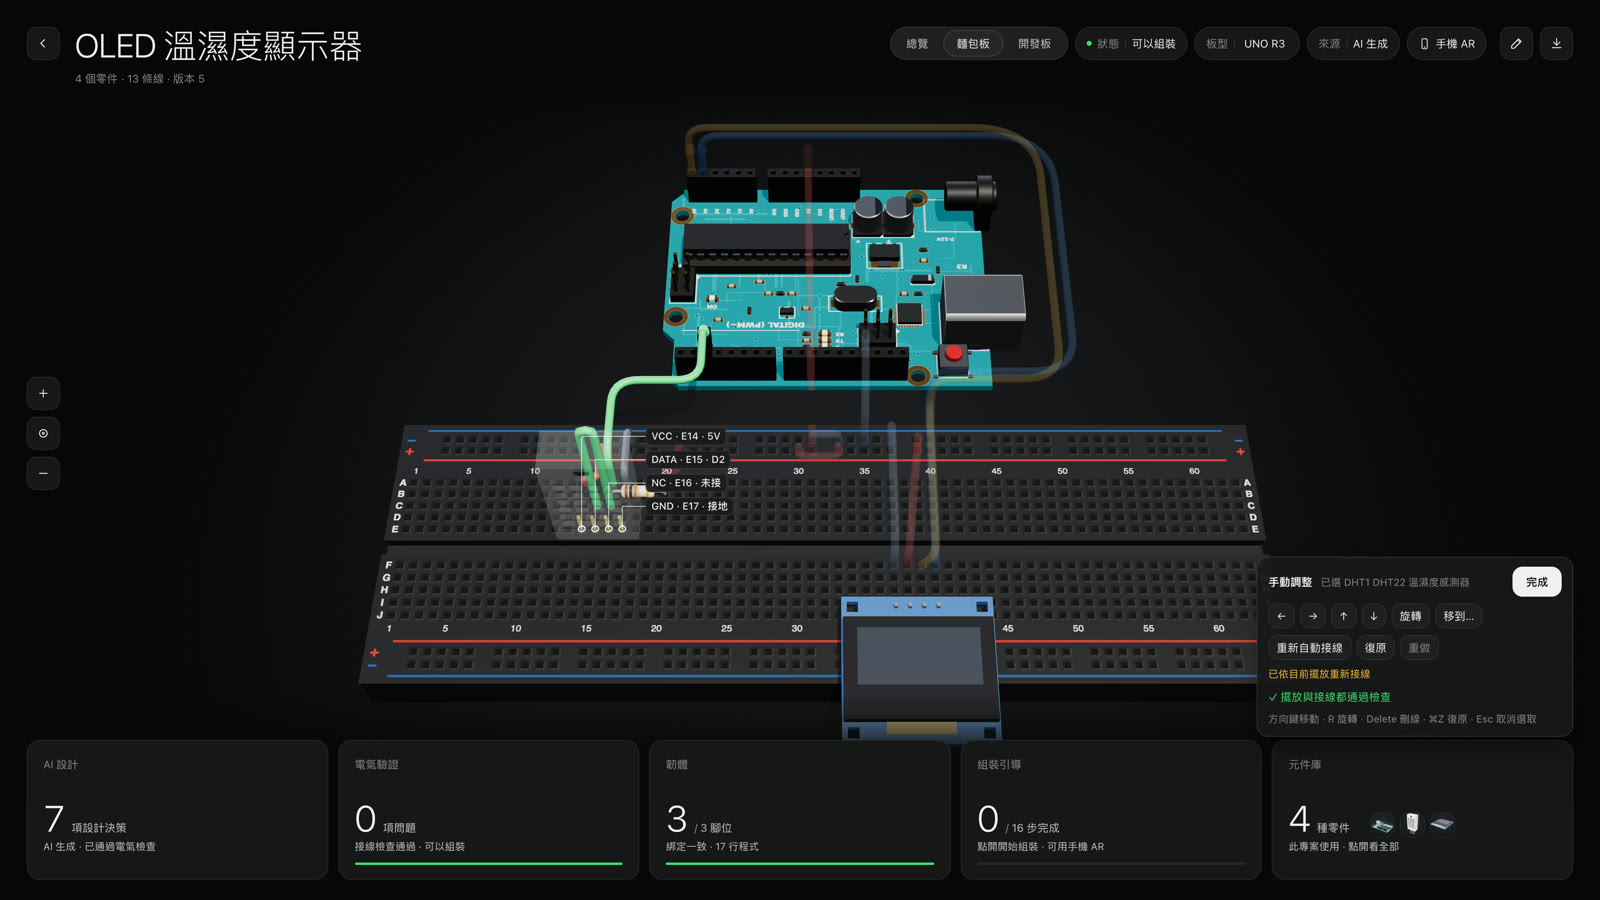 OLED 溫濕度顯示器
4 個零件 · 13 條線 · 版本 5
總覽
麵包板
開發板
狀態 可以組裝
板型 UNO R3
來源 AI 生成
手機 AR
7-12V
R3
ON
DIGITAL (PWM~)
TX
RX
VCC · E14 · 5V
DATA · E15 · D2
NC · E16 · 未接
GND · E17 · 接地
− −
+ +
1 5 10 20 25 30 35 40 45 50 55 60
A A
B B
C C
D D
E E
F
G
H
I
J
1 5 10 15 20 25 30 45 50 55 60
+
−
手動調整 已選 DHT1 DHT22 溫濕度感測器
完成
← → ↑ ↓ 旋轉 移到...
重新自動接線 復原 重做
已依目前擺放重新接線
✓ 擺放與接線都通過檢查
方向鍵移動 · R 旋轉 · Delete 刪線 · ⌘Z 復原 · Esc 取消選取
AI 設計
7 項設計決策
AI 生成 · 已通過電氣檢查
電氣驗證
0 項問題
接線檢查通過 · 可以組裝
韌體
3 / 3 腳位
綁定一致 · 17 行程式
組裝引導
0 / 16 步完成
點開開始組裝 · 可用手機 AR
元件庫
4 種零件
此專案使用 · 點開看全部